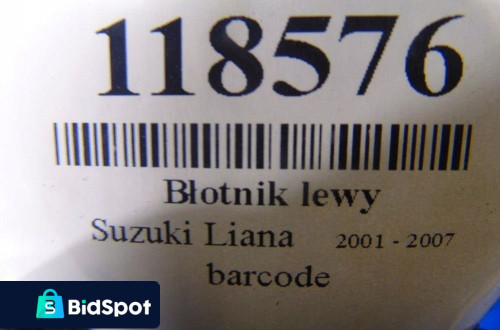 118576
Błotnik lewy
Suzuki Liana 2001 - 2007
barcode
S BidSpot